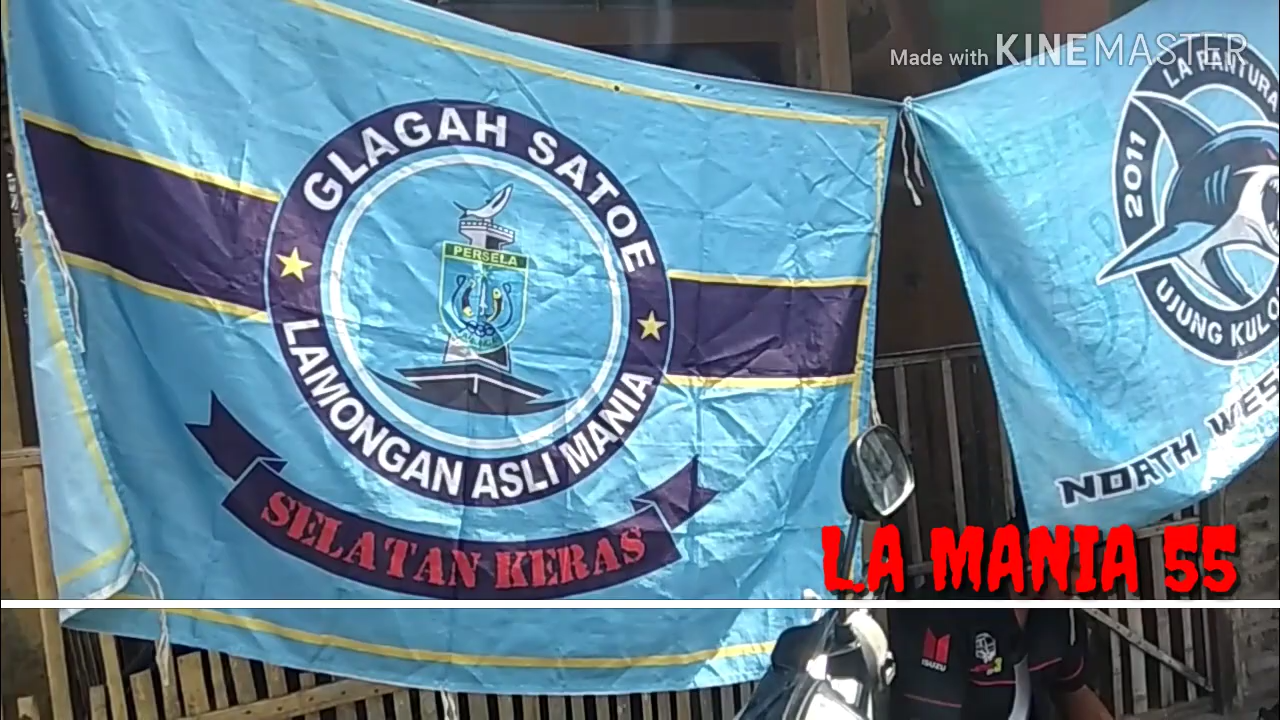 Made with KINEMASTER
GLAGAH SATOE
PERSELA
LAMONGAN ASLI MANIA
SELATAN KERAS
LA PANTURA
2011
UJUNG KULO
NORTH WES
LA MANIA 55
ISUZU